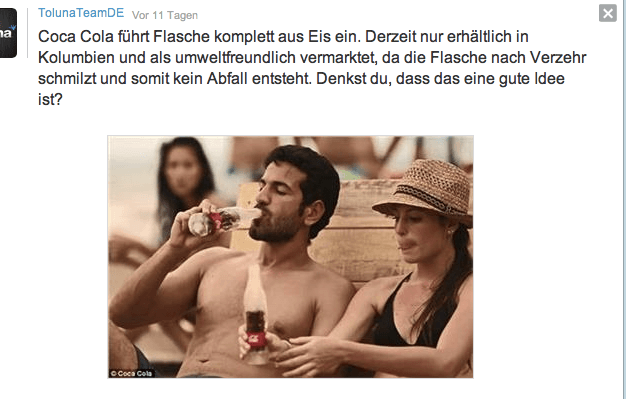 TolunaTeamDE Vor 11 Tagen
na
Coca Cola führt Flasche komplett aus Eis ein. Derzeit nur erhältlich in
Kolumbien und als umweltfreundlich vermarktet, da die Flasche nach Verzehr
schmilzt und somit kein Abfall entsteht. Denkst du, dass das eine gute Idee
ist?
© Coca Cola